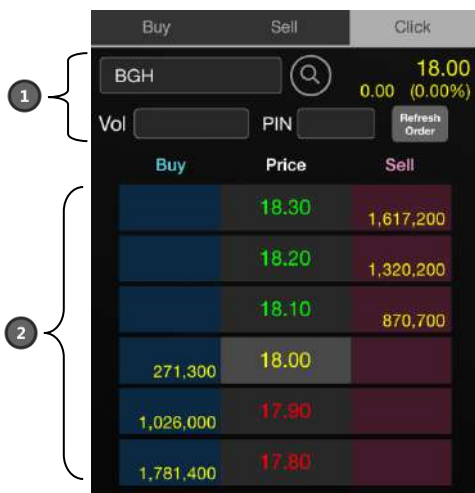 Buy Sell Click
BGH 18.00
0.00 (0.00%)
1
Vol PIN Refresh
Order
Buy Price Sell
18.30 1,617,200
18.20 1,320,200
18.10 870,700
2
271,300 18.00
1,026,000 17.90
1,781,400 17.80